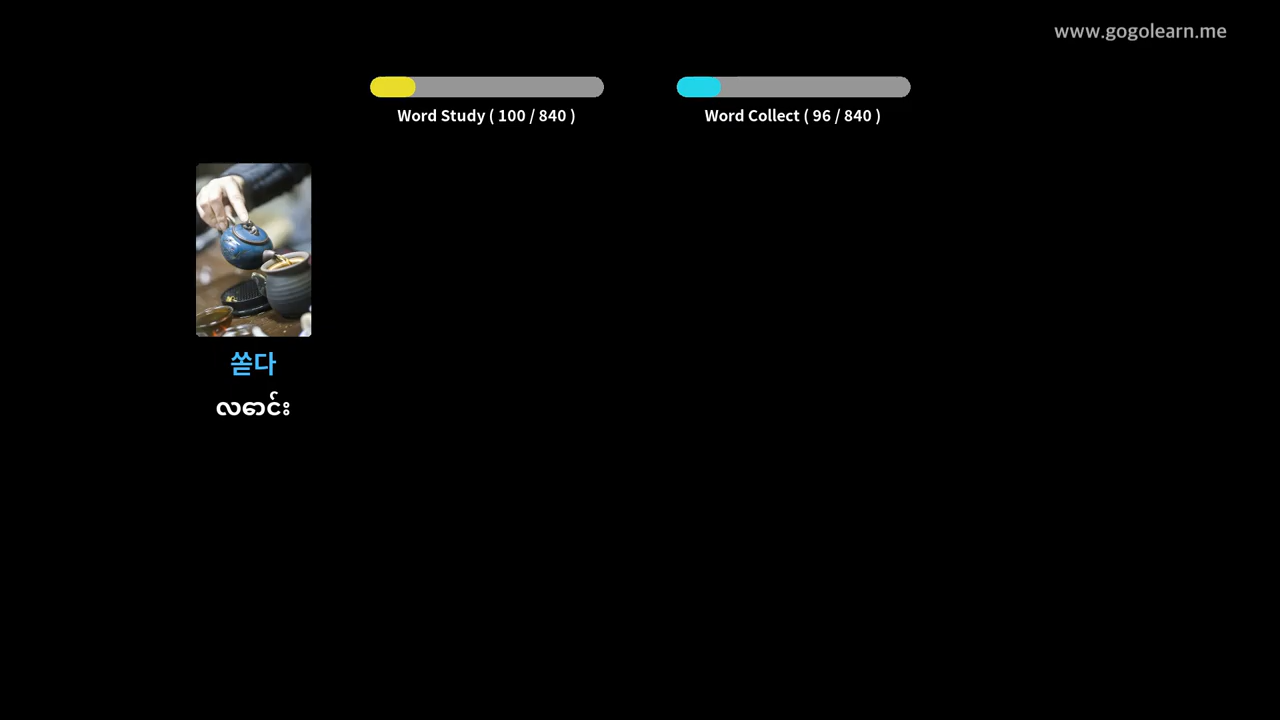 www.gogolearn.me
Word Study ( 100 / 840 )
Word Collect ( 96 / 840 )
쏟다
လောင်း